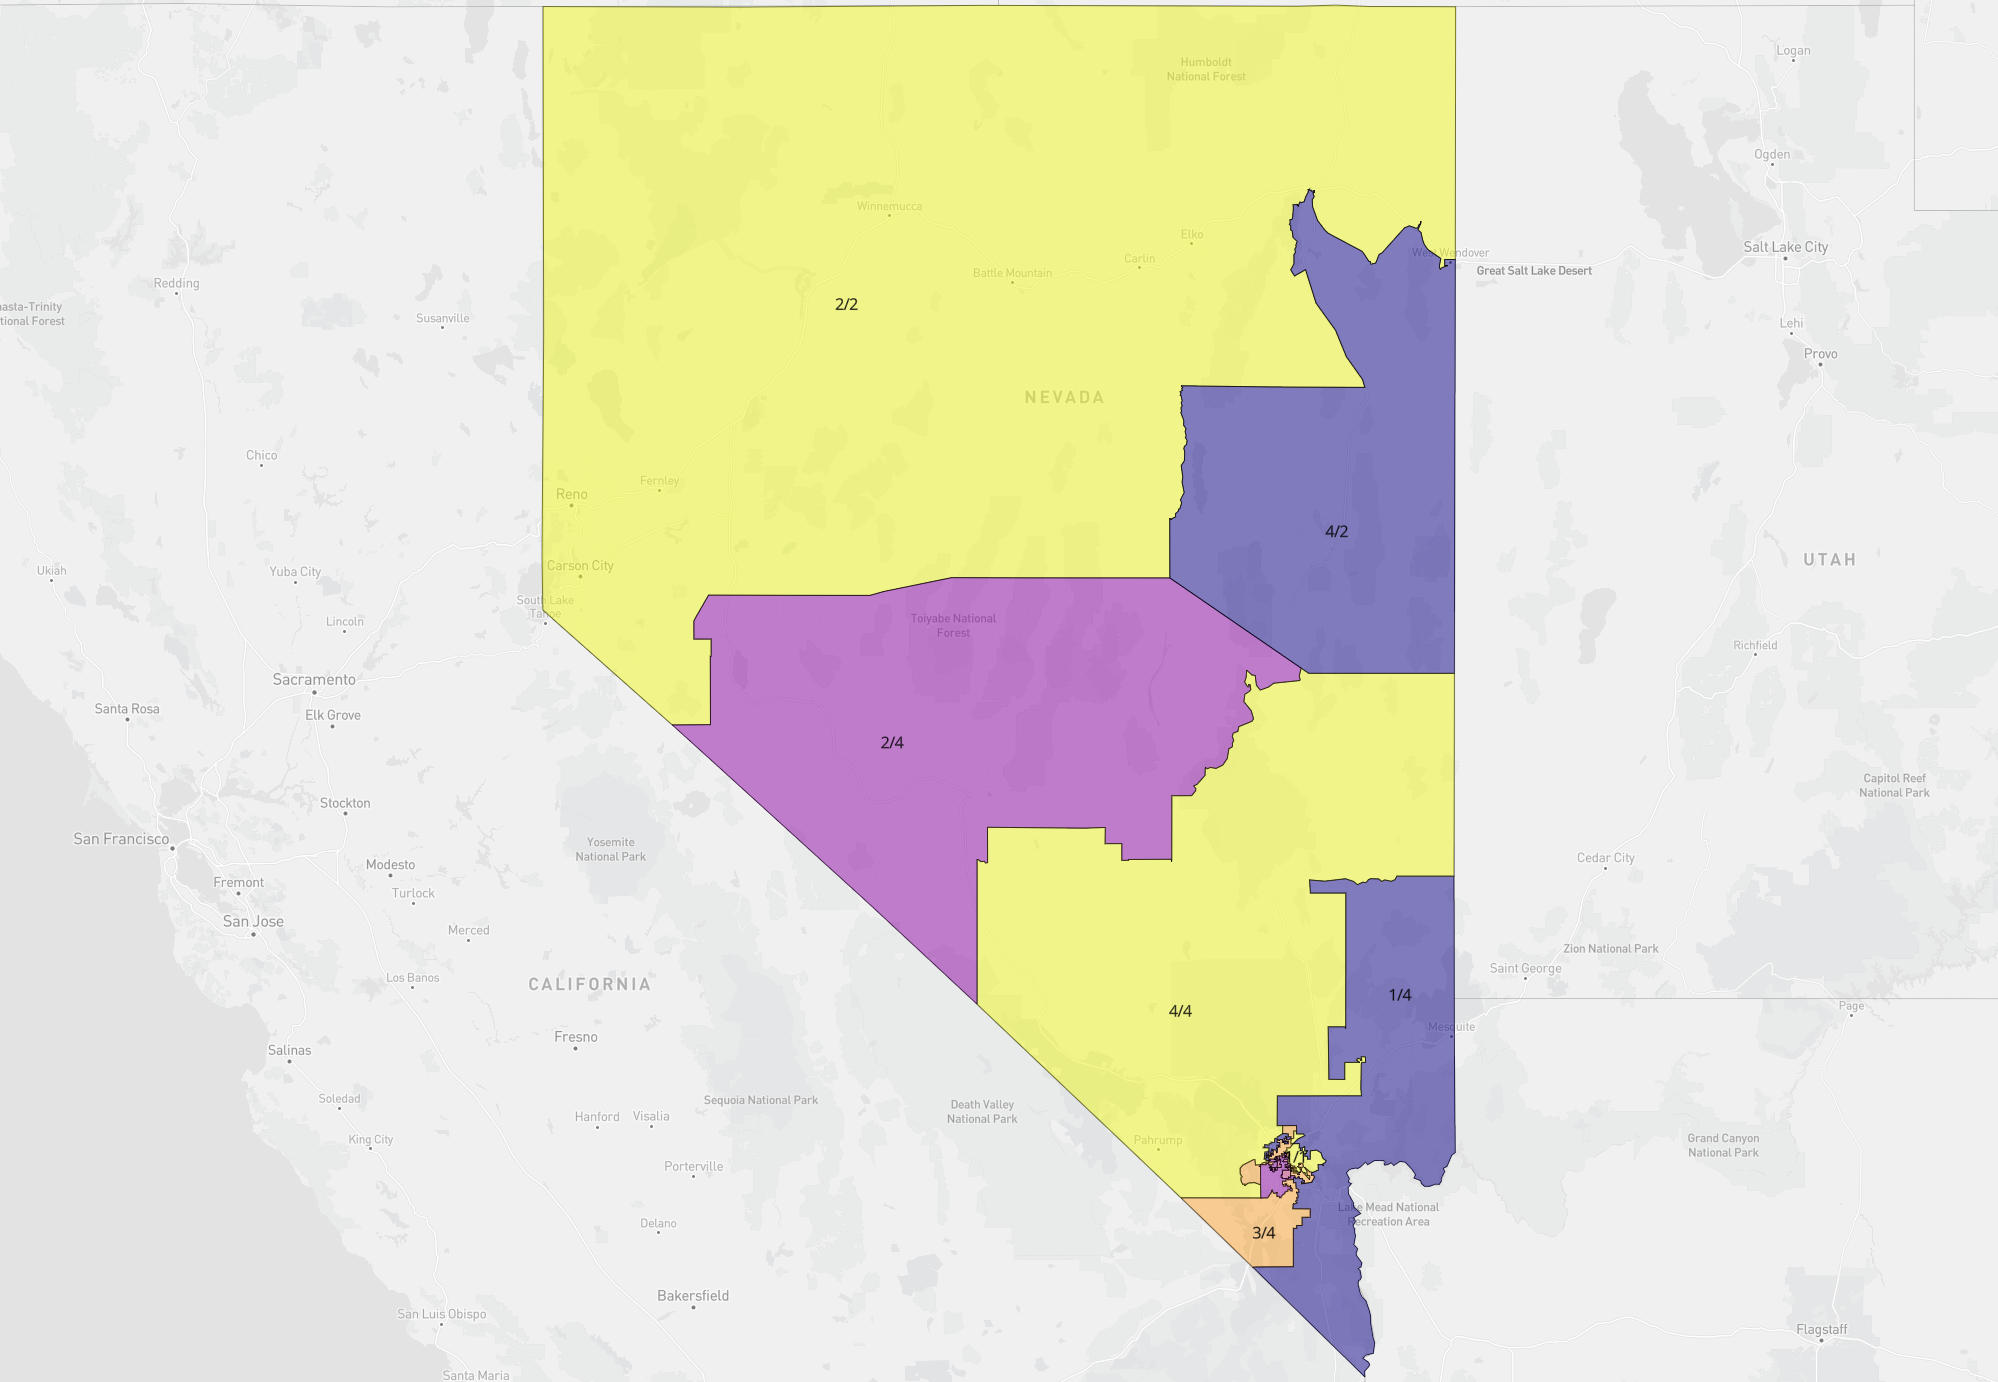 Logan
Humboldt
National Forest
Ogden
Winnemucca
Elko
Salt Lake City
West Wendover
Carlin
Great Salt Lake Desert
Battle Mountain
Redding
2/2
asta-Trinity
tional Forest
Susanville
Lehi
Provo
NEVADA
Chico
Fernley
Reno
4/2
UTAH
Carson City
Ukiah
Yuba City
South Lake
Tahoe
Toiyabe National
Forest
Lincoln
Richfield
Sacramento
Santa Rosa
Elk Grove
2/4
Capitol Reef
National Park
Stockton
San Francisco
Yosemite
National Park
Cedar City
Modesto
Fremont
Turlock
San Jose
Merced
Zion National Park
Saint George
Los Banos
CALIFORNIA
1/4
Page
4/4
Mesquite
Fresno
Salinas
Soledad
Sequoia National Park
Death Valley
National Park
Hanford
Visalia
King City
Pahrump
Grand Canyon
National Park
Porterville
Lake Mead National
Recreation Area
Delano
3/4
Bakersfield
San Luis Obispo
Flagstaff
Santa Maria